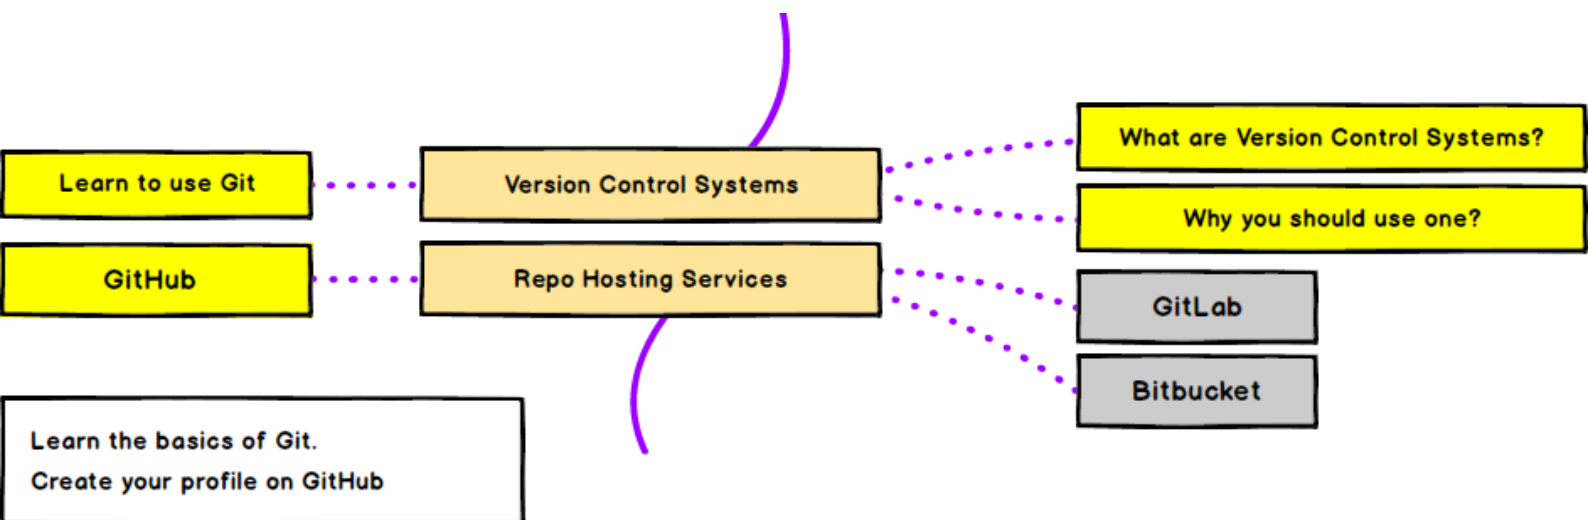 What are Version Control Systems?
Learn to use Git
Version Control Systems
Why you should use one?
GitHub
Repo Hosting Services
GitLab
Bitbucket
Learn the basics of Git.
Create your profile on GitHub